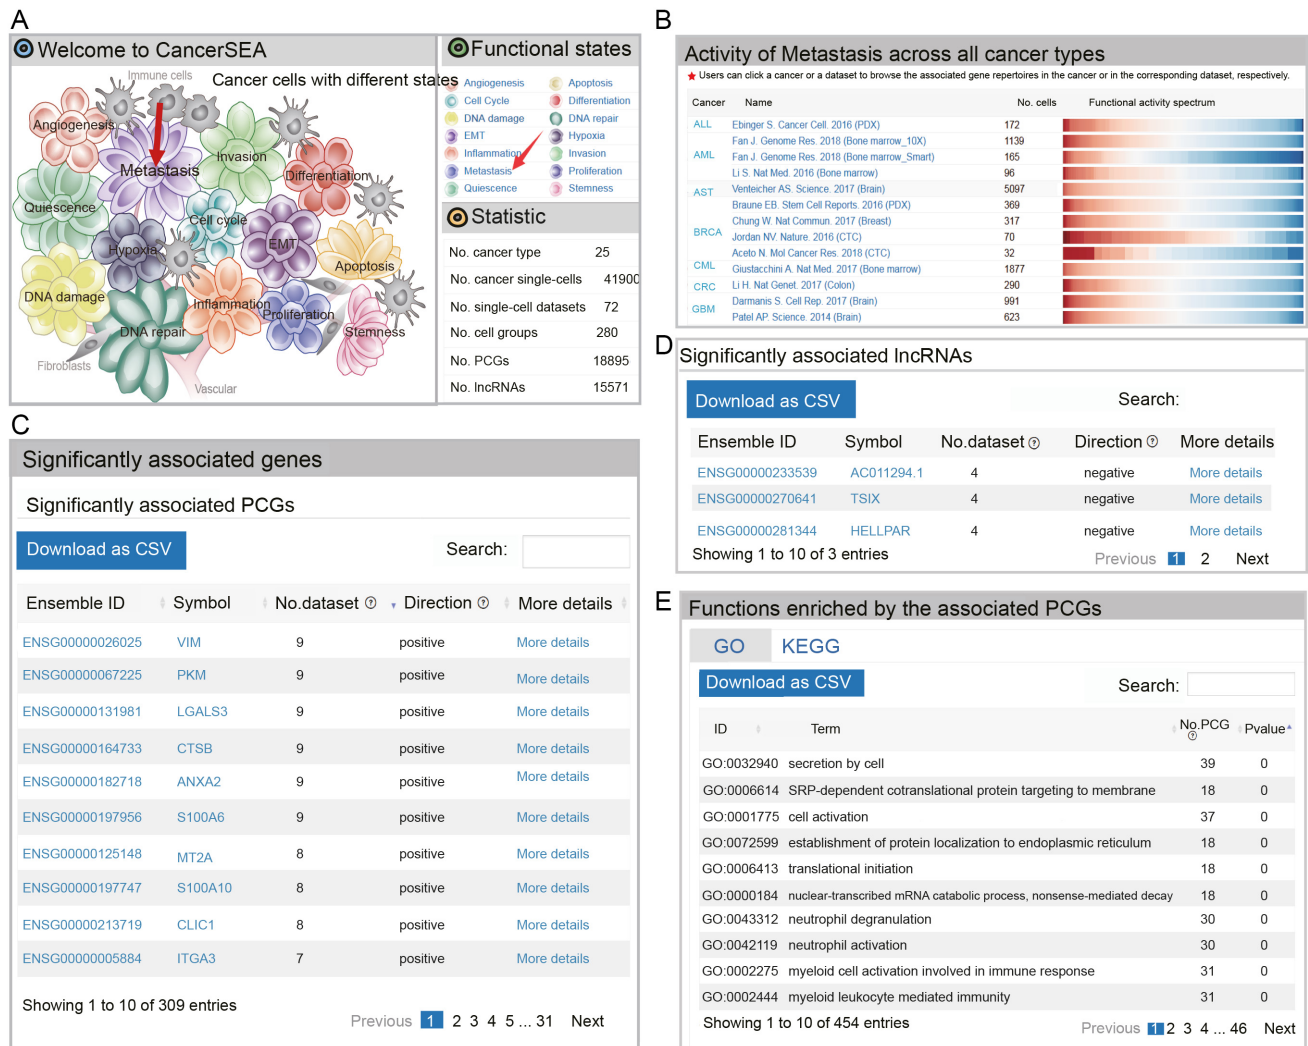 A
Welcome to CancerSEA
Immune cells
Cancer cells with different states
Angiogenesis
Metastasis
Invasion
Differentiation
Quiescence
Cell cycle
Hypoxia
EMT
Apoptosis
DNA damage
Inflammation
Proliferation
DNA repair
Stemness
Fibroblasts
Vascular
Functional states
Angiogenesis Apoptosis
Cell Cycle Differentiation
DNA damage DNA repair
EMT Hypoxia
Inflammation Invasion
Metastasis Proliferation
Quiescence Stemness
Statistic
No. cancer type 25
No. cancer single-cells 41900
No. single-cell datasets 72
No. cell groups 280
No. PCGs 18895
No. lncRNAs 15571
B
Activity of Metastasis across all cancer types
Users can click a cancer or a dataset to browse the associated gene repertoires in the cancer or in the corresponding dataset, respectively.
Cancer Name No. cells Functional activity spectrum
ALL Ebinger S. Cancer Cell. 2016 (PDX) 172
Fan J. Genome Res. 2018 (Bone marrow_10X) 1139
AML Fan J. Genome Res. 2018 (Bone marrow_Smart) 165
Li S. Nat Med. 2016 (Bone marrow) 96
AST Venteicher AS. Science. 2017 (Brain) 5097
Braune EB. Stem Cell Reports. 2016 (PDX) 369
Chung W. Nat Commun. 2017 (Breast) 317
BRCA Jordan NV. Nature. 2016 (CTC) 70
Aceto N. Mol Cancer Res. 2018 (CTC) 32
CML Giustacchini A. Nat Med. 2017 (Bone marrow) 1877
CRC Li H. Nat Genet. 2017 (Colon) 290
GBM Darmanis S. Cell Rep. 2017 (Brain) 991
Patel AP. Science. 2014 (Brain) 623
C
Significantly associated genes
Significantly associated PCGs
Download as CSV Search:
Ensemble ID Symbol No.dataset ? Direction ? More details
ENSG00000026025 VIM 9 positive More details
ENSG00000067225 PKM 9 positive More details
ENSG00000131981 LGALS3 9 positive More details
ENSG00000164733 CTSB 9 positive More details
ENSG00000182718 ANXA2 9 positive More details
ENSG00000197956 S100A6 9 positive More details
ENSG00000125148 MT2A 8 positive More details
ENSG00000197747 S100A10 8 positive More details
ENSG00000213719 CLIC1 8 positive More details
ENSG00000005884 ITGA3 7 positive More details
Showing 1 to 10 of 309 entries
Previous 1 2 3 4 5 ... 31 Next
D
Significantly associated lncRNAs
Download as CSV Search:
Ensemble ID Symbol No.dataset ? Direction ? More details
ENSG00000233539 AC011294.1 4 negative More details
ENSG00000270641 TSIX 4 negative More details
ENSG00000281344 HELLPAR 4 negative More details
Showing 1 to 10 of 3 entries
Previous 1 2 Next
E
Functions enriched by the associated PCGs
GO KEGG
Download as CSV Search:
ID Term No.PCG ? Pvalue
GO:0032940 secretion by cell 39 0
GO:0006614 SRP-dependent cotranslational protein targeting to membrane 18 0
GO:0001775 cell activation 37 0
GO:0072599 establishment of protein localization to endoplasmic reticulum 18 0
GO:0006413 translational initiation 18 0
GO:0000184 nuclear-transcribed mRNA catabolic process, nonsense-mediated decay 18 0
GO:0043312 neutrophil degranulation 30 0
GO:0042119 neutrophil activation 30 0
GO:0002275 myeloid cell activation involved in immune response 31 0
GO:0002444 myeloid leukocyte mediated immunity 31 0
Showing 1 to 10 of 454 entries
Previous 1 2 3 4 ... 46 Next